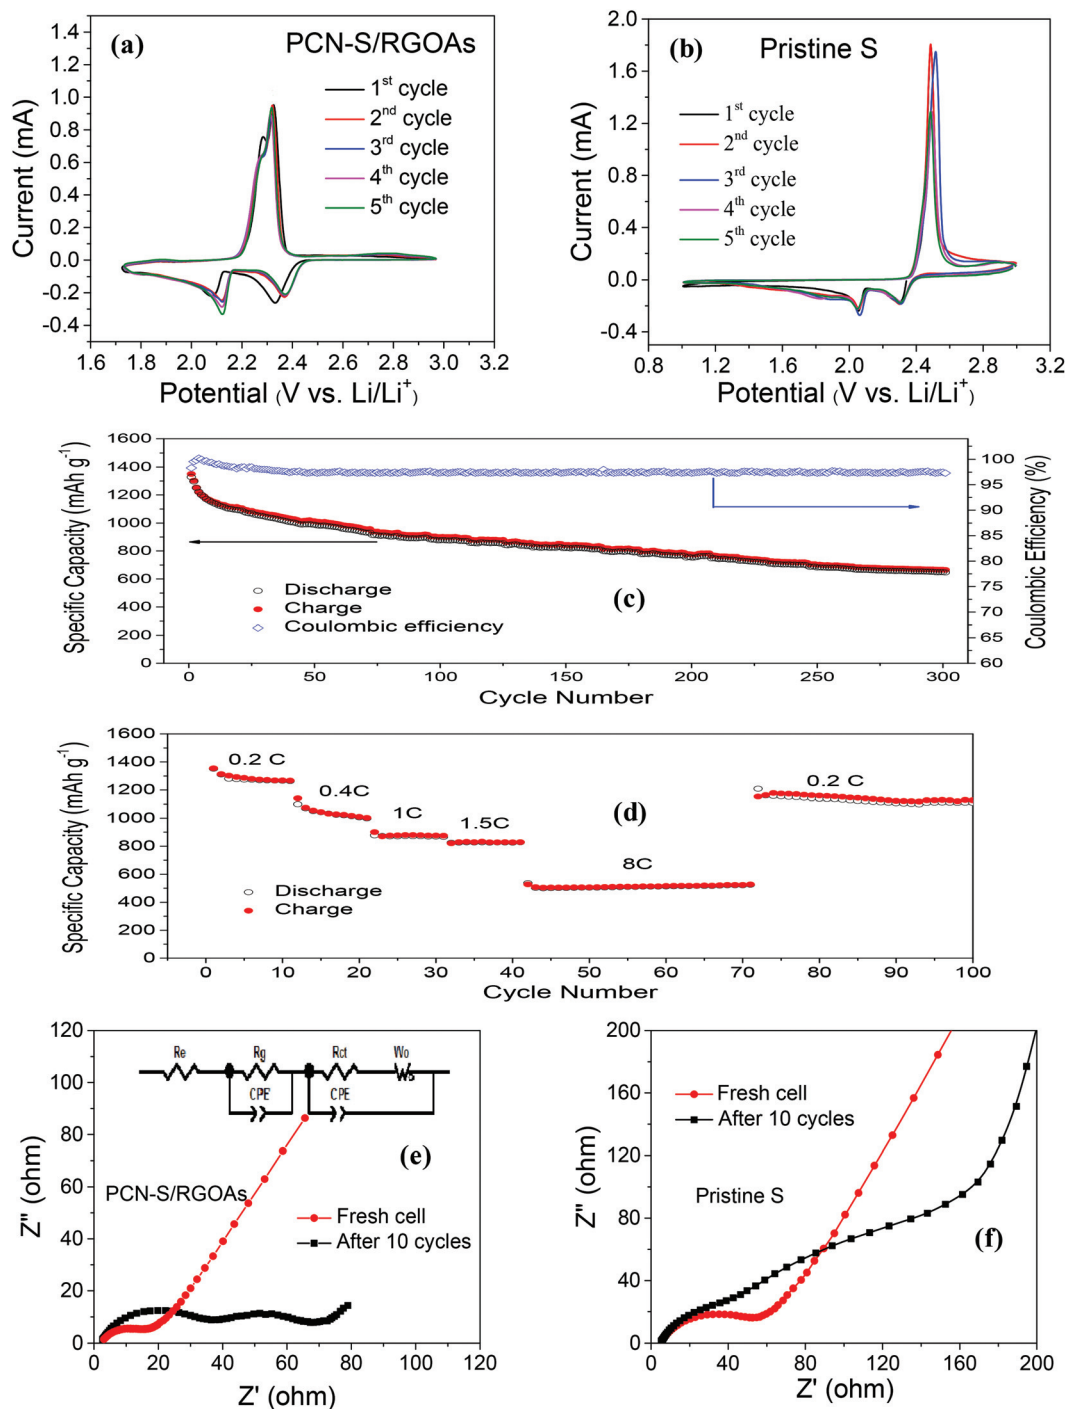 (a) PCN-S/RGOAs
1st cycle
2nd cycle
3rd cycle
4th cycle
5th cycle
Current (mA)
1.4
1.2
1.0
0.8
0.6
0.4
0.2
0.0
-0.2
-0.4
1.6 1.8 2.0 2.2 2.4 2.6 2.8 3.0 3.2
Potential (V vs. Li/Li+)
(b) Pristine S
1st cycle
2nd cycle
3rd cycle
4th cycle
5th cycle
Current (mA)
1.8
1.2
0.6
0.0
-0.6
0.8 1.2 1.6 2.0 2.4 2.8 3.2
Potential (V vs. Li/Li+)
Specific Capacity (mAh g-1)
1600
1400
1200
1000
800
600
400
200
0
Discharge
Charge
Coulombic efficiency
(c)
100
95
90
85
80
75
70
65
60
Coulombic Efficiency (%)
0 50 100 150 200 250 300
Cycle Number
Specific Capacity (mAh g-1)
1600
1400
1200
1000
800
600
400
200
0
0.2 C
0.4C
1C
1.5C
8C
0.2 C
(d)
Discharge
Charge
0 10 20 30 40 50 60 70 80 90 100
Cycle Number
Z'' (ohm)
120
100
80
60
40
20
0
Re Rg Rct Wo
CPE CPE
(e)
PCN-S/RGOAs
Fresh cell
After 10 cycles
0 20 40 60 80 100 120
Z' (ohm)
Z'' (ohm)
200
160
120
80
40
0
Fresh cell
After 10 cycles
Pristine S
(f)
0 40 80 120 160 200
Z' (ohm)